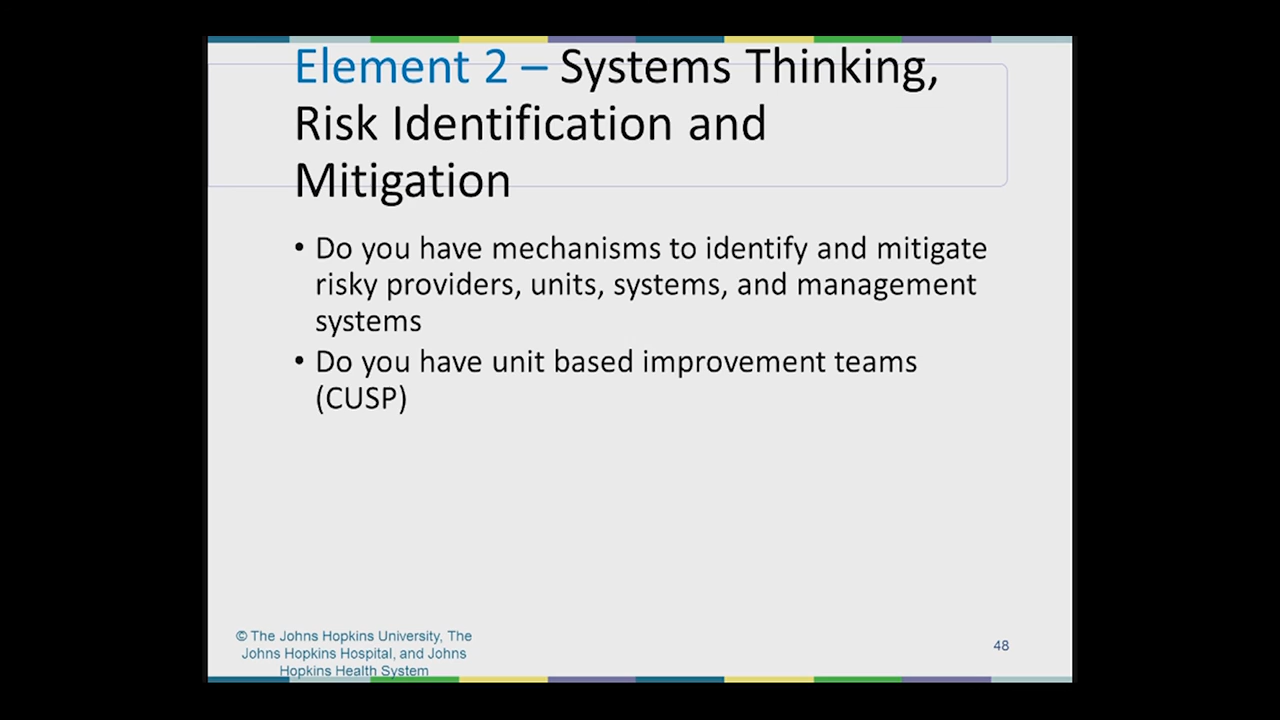 Element 2 – Systems Thinking,
Risk Identification and
Mitigation
• Do you have mechanisms to identify and mitigate
risky providers, units, systems, and management
systems
• Do you have unit based improvement teams
(CUSP)
© The Johns Hopkins University, The
Johns Hopkins Hospital, and Johns
Hopkins Health System
48